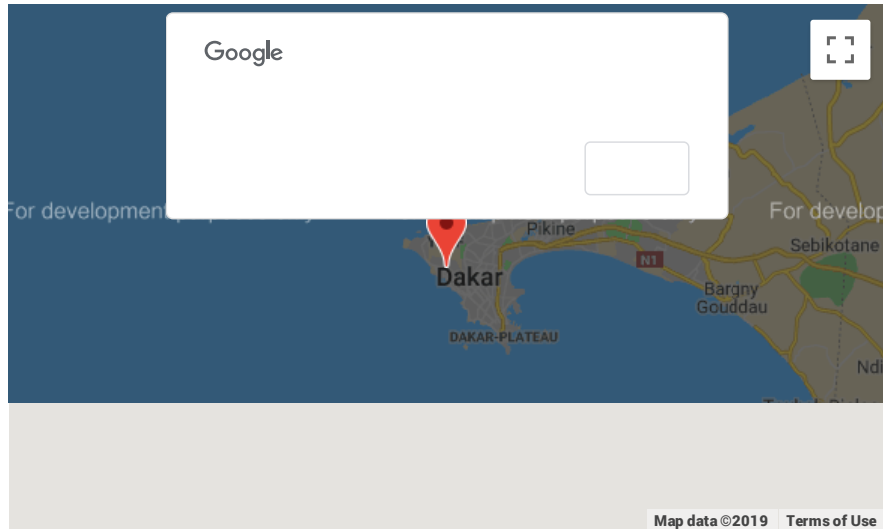 Google
For development
For develop
Pikine
Sebikotane
N1
Dakar
Bargny
Gouddau
DAKAR-PLATEAU
Ndi
Map data ©2019 Terms of Use